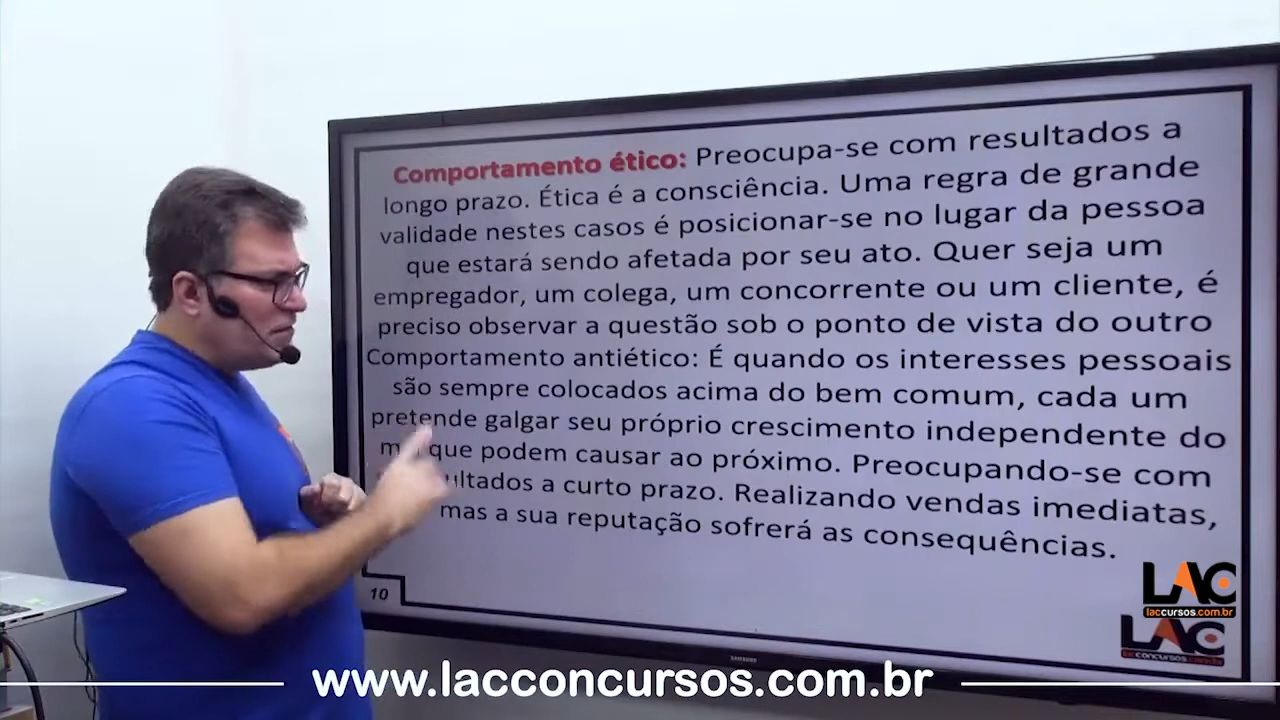 Comportamento ético: Preocupa-se com resultados a
longo prazo. Ética é a consciência. Uma regra de grande
validade nestes casos é posicionar-se no lugar da pessoa
que estará sendo afetada por seu ato. Quer seja um
empregador, um colega, um concorrente ou um cliente, é
preciso observar a questão sob o ponto de vista do outro
Comportamento antiético: É quando os interesses pessoais
são sempre colocados acima do bem comum, cada um
pretende galgar seu próprio crescimento independente do
que podem causar ao próximo. Preocupando-se com
ultados a curto prazo. Realizando vendas imediatas,
mas a sua reputação sofrerá as consequências.
10
LAC
laccursos.com.br
LAC
lacconcursos.com.br
SAMSUNG
www.lacconcursos.com.br